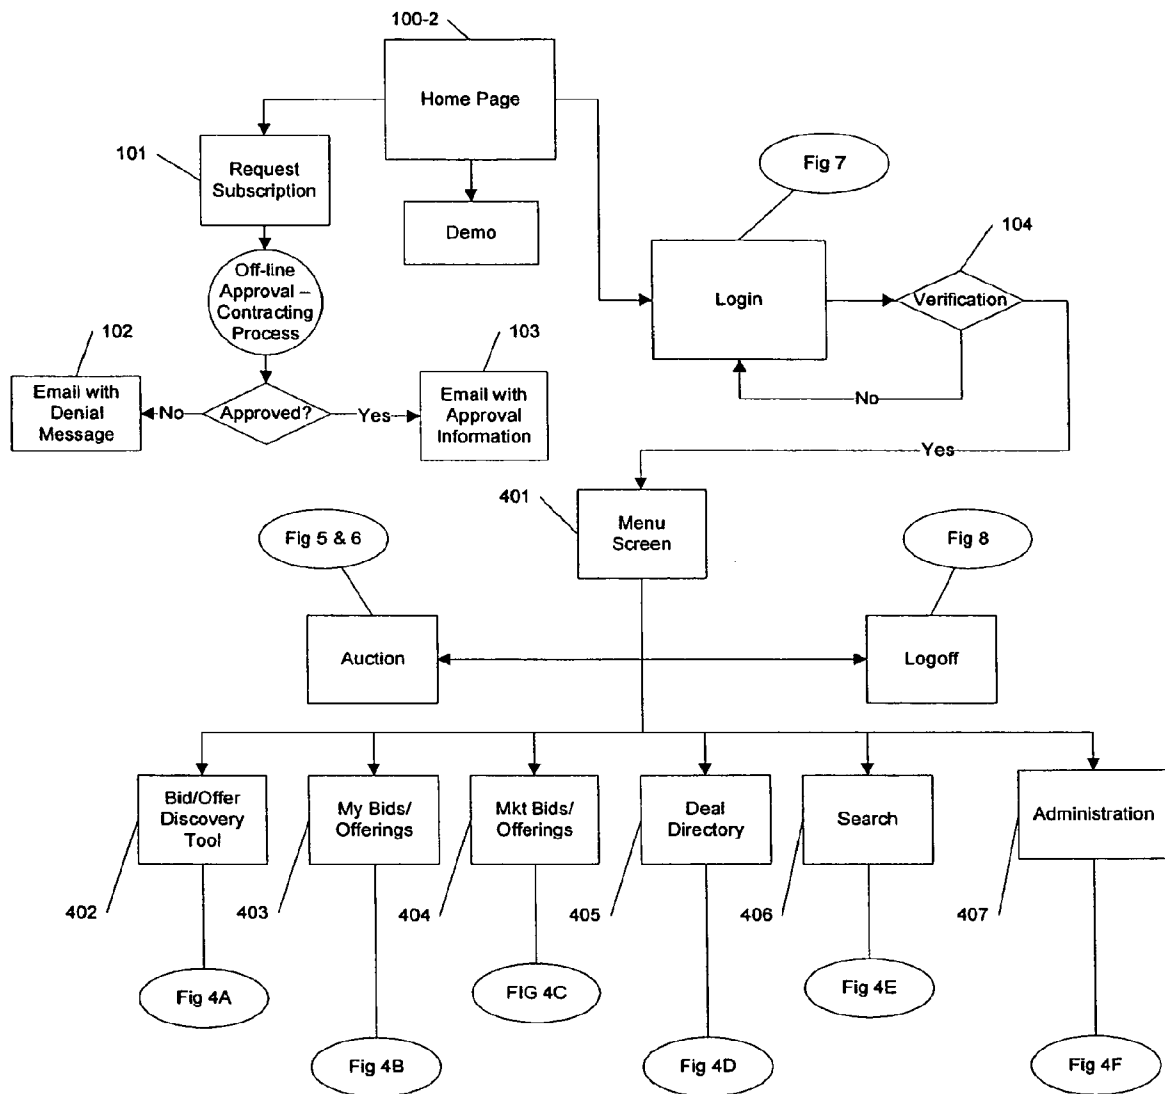 100-2
Home Page
101
Request
Subscription
Demo
Fig 7
104
Login
Verification
Off-line
Approval –
Contracting
Process
102
103
Email with
Denial
Message
No
Approved?
Yes
Email with
Approval
Information
No
Yes
401
Menu
Screen
Fig 5 & 6
Fig 8
Auction
Logoff
Bid/Offer
Discovery
Tool
My Bids/
Offerings
Mkt Bids/
Offerings
Deal
Directory
Search
Administration
402
403
404
405
406
407
Fig 4A
Fig 4B
FIG 4C
Fig 4D
Fig 4E
Fig 4F